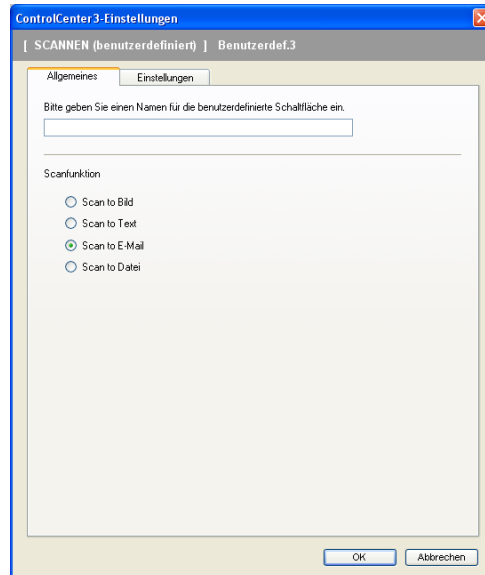 ControlCenter3-Einstellungen
[ SCANNEN (benutzerdefiniert) ] Benutzerdef.3
Allgemeines Einstellungen
Bitte geben Sie einen Namen für die benutzerdefinierte Schaltfläche ein.
Scanfunktion
Scan to Bild
Scan to Text
Scan to E-Mail
Scan to Datei
OK Abbrechen